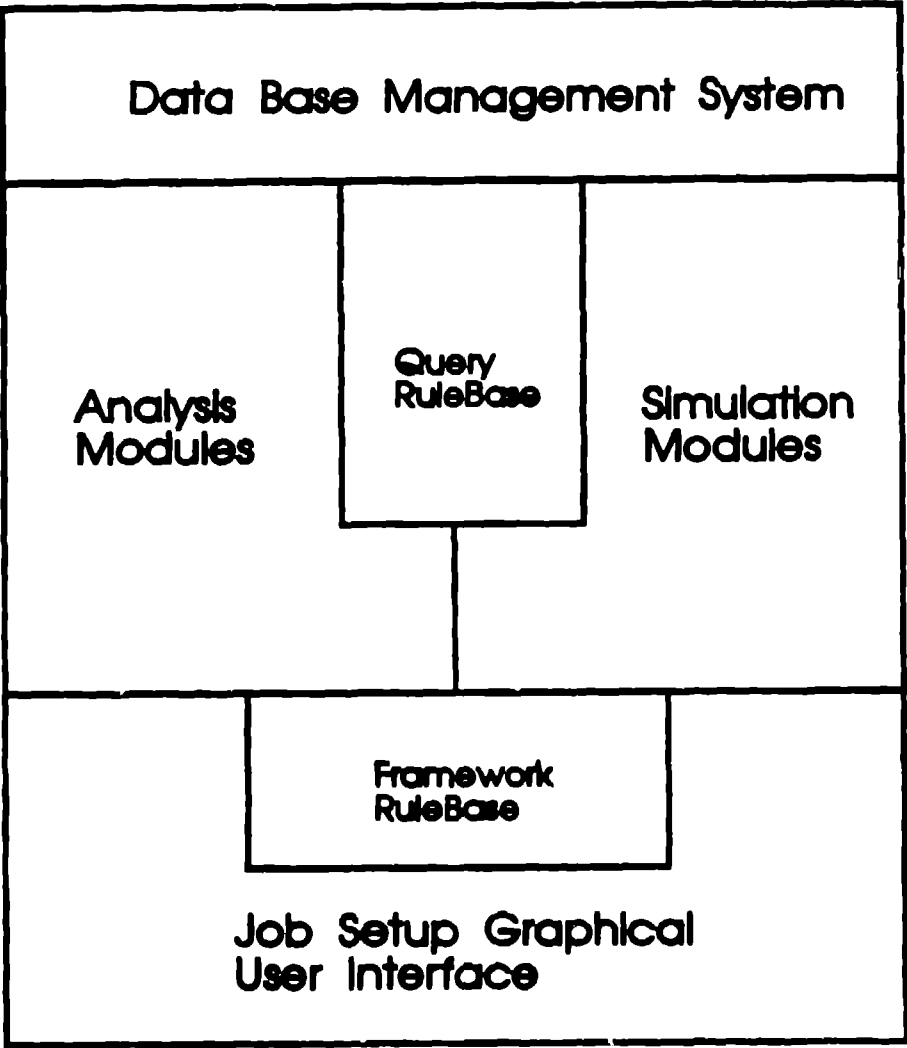 Data Base Management System
Query
RuleBase
Analysis
Modules
Simulation
Modules
Framework
RuleBase
Job Setup Graphical
User Interface